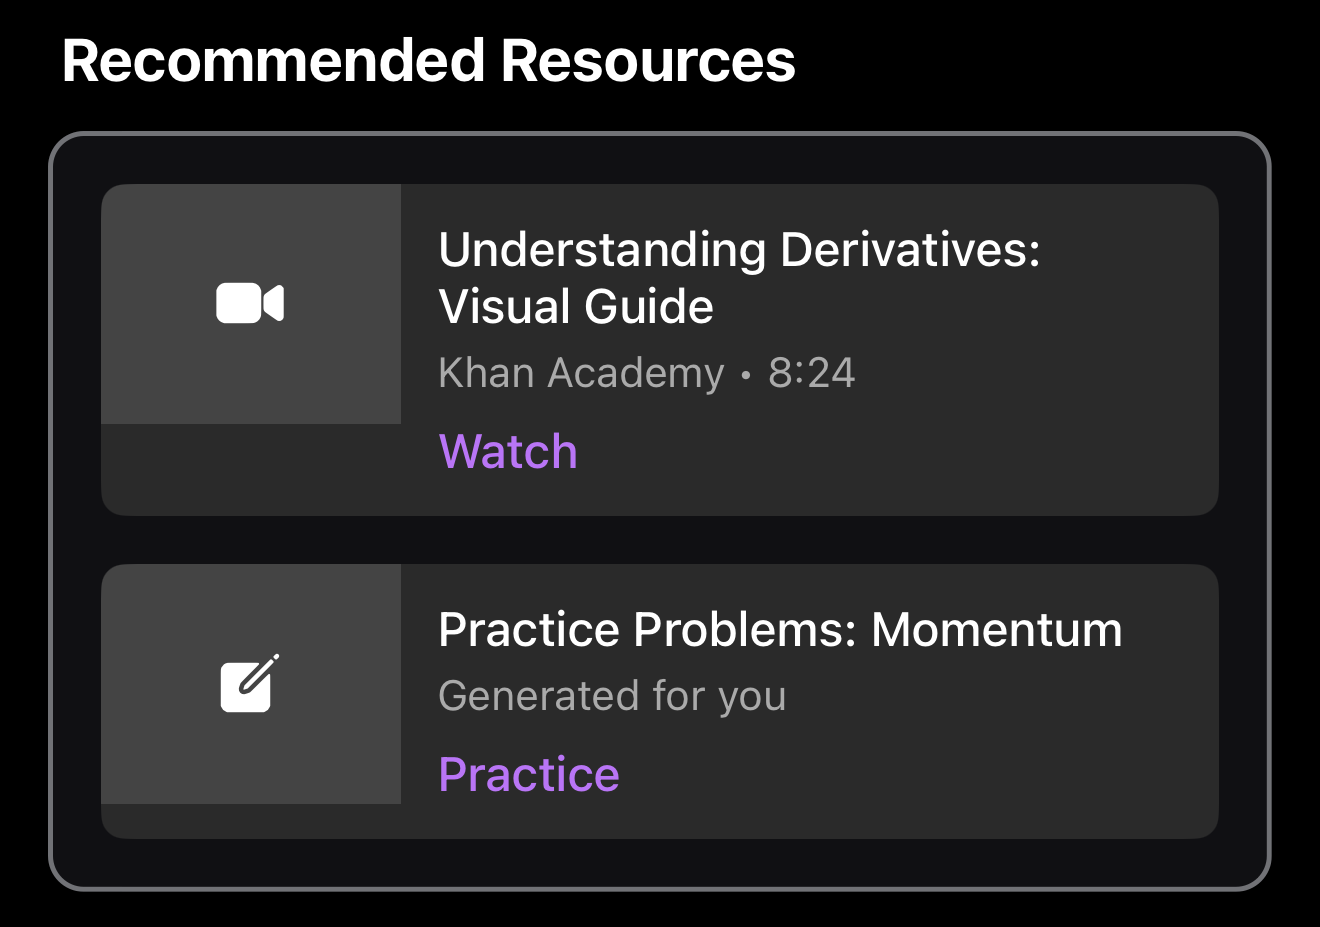 Recommended Resources
Understanding Derivatives:
Visual Guide
Khan Academy • 8:24
Watch
Practice Problems: Momentum
Generated for you
Practice